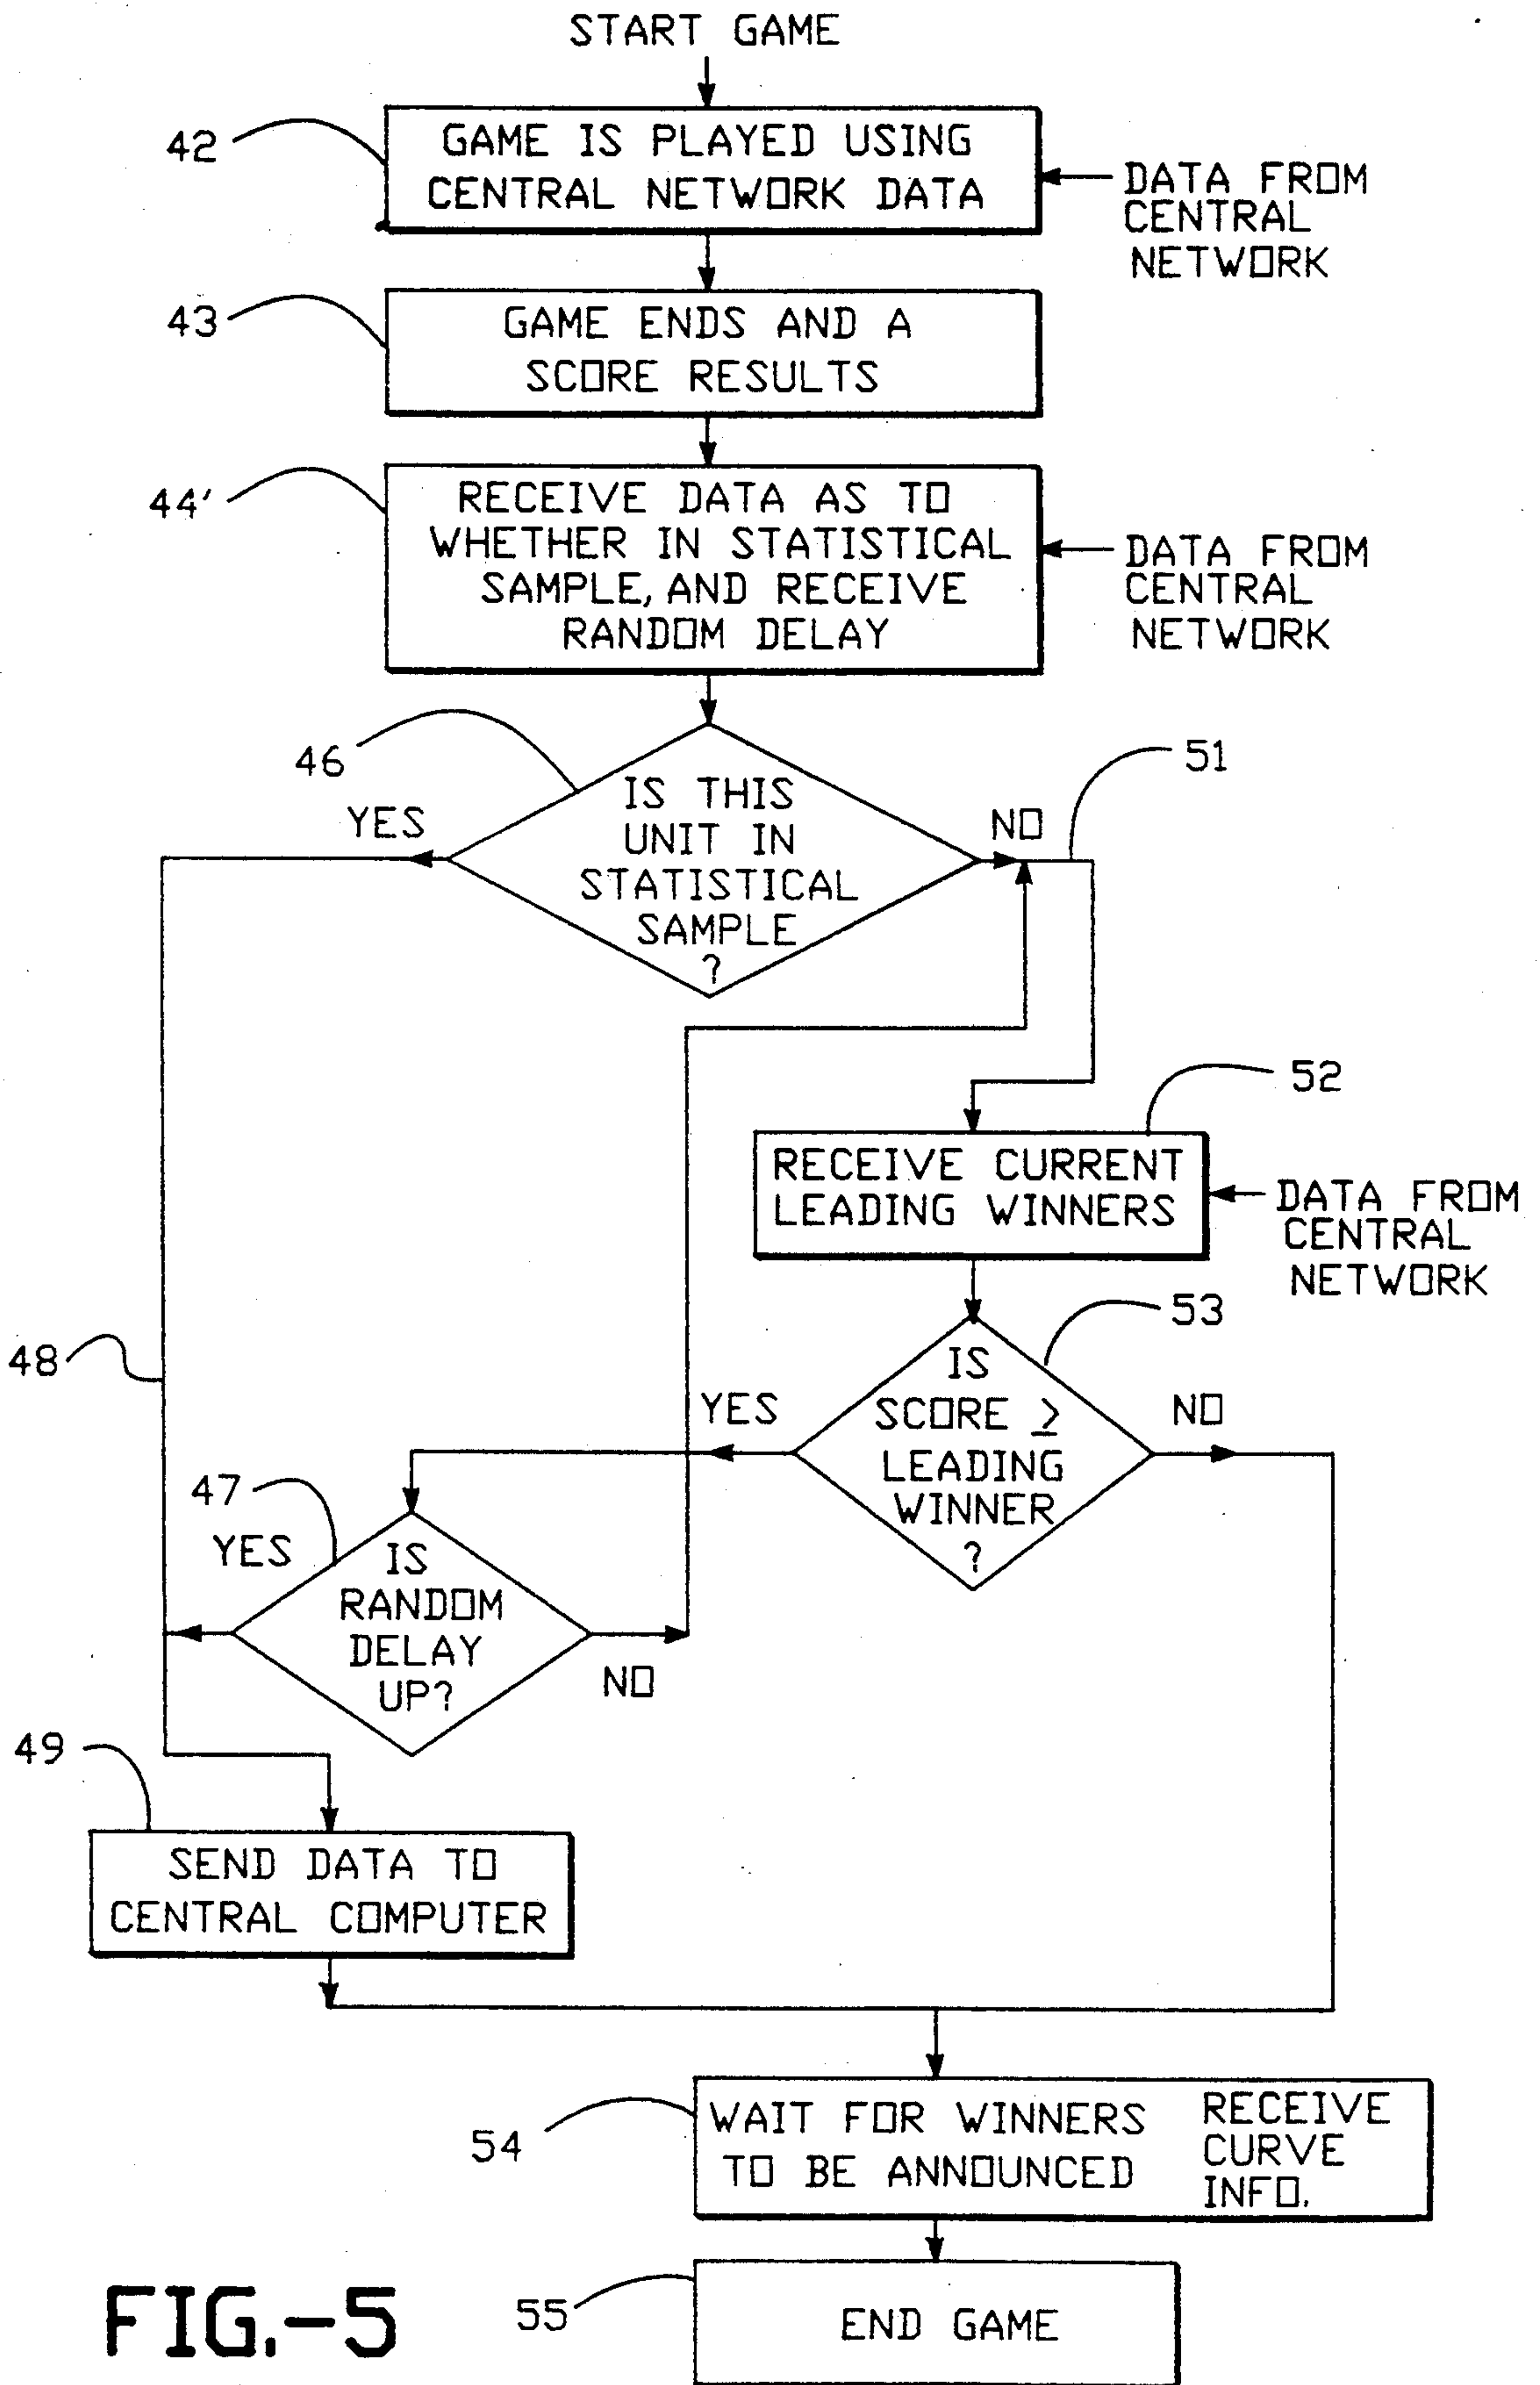 START GAME
42
GAME IS PLAYED USING
CENTRAL NETWORK DATA
DATA FROM
CENTRAL
NETWORK
43
GAME ENDS AND A
SCORE RESULTS
44'
RECEIVE DATA AS TO
WHETHER IN STATISTICAL
SAMPLE, AND RECEIVE
RANDOM DELAY
DATA FROM
CENTRAL
NETWORK
46
IS THIS
UNIT IN
STATISTICAL
SAMPLE
?
YES
NO
51
52
RECEIVE CURRENT
LEADING WINNERS
DATA FROM
CENTRAL
NETWORK
48
53
IS
SCORE ≥
LEADING
WINNER
?
YES
NO
47
YES
IS
RANDOM
DELAY
UP?
NO
49
SEND DATA TO
CENTRAL COMPUTER
54
WAIT FOR WINNERS
TO BE ANNOUNCED
RECEIVE
CURVE
INFO.
55
END GAME
FIG.-5